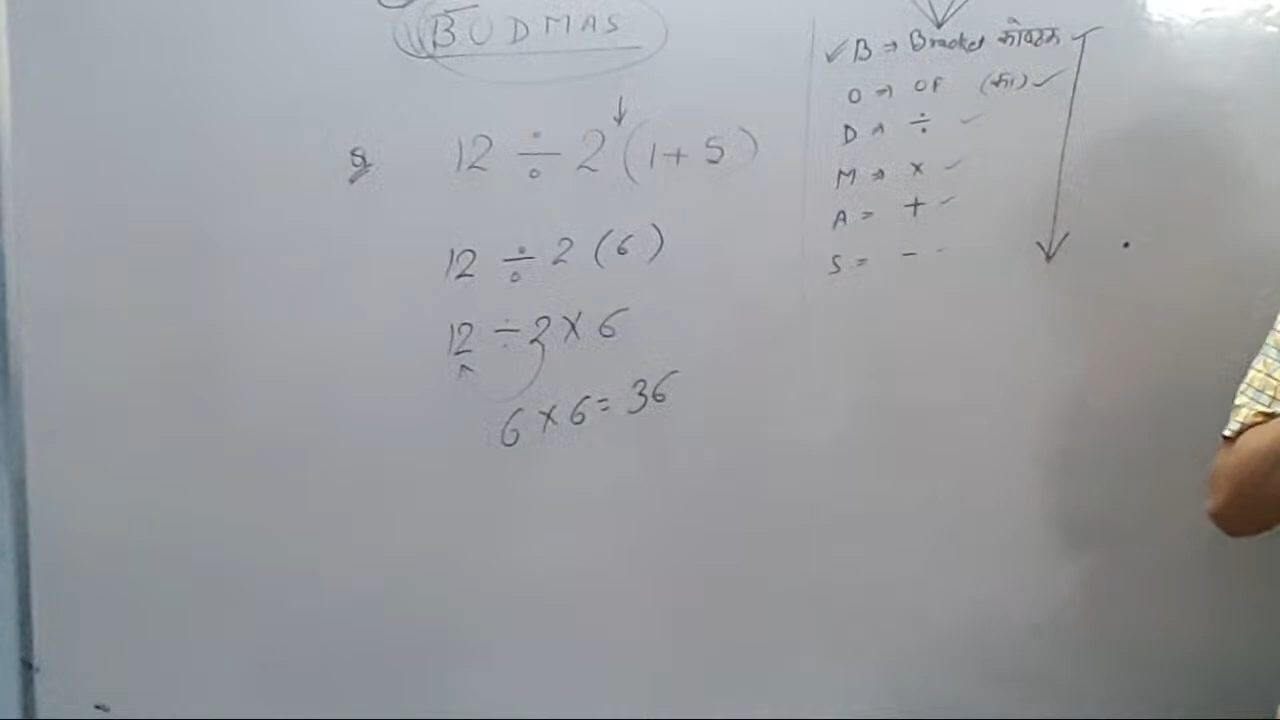 BODMAS
Q 12 ÷ 2 (1+5)
12 ÷ 2 (6)
12 ÷ 2 × 6
6 × 6 = 36
✓ B ⇒ Bracket कोष्ठक
O ⇒ OF (का) ✓
D ⇒ ÷ ✓
M ⇒ × ✓
A = + ✓
S = - -